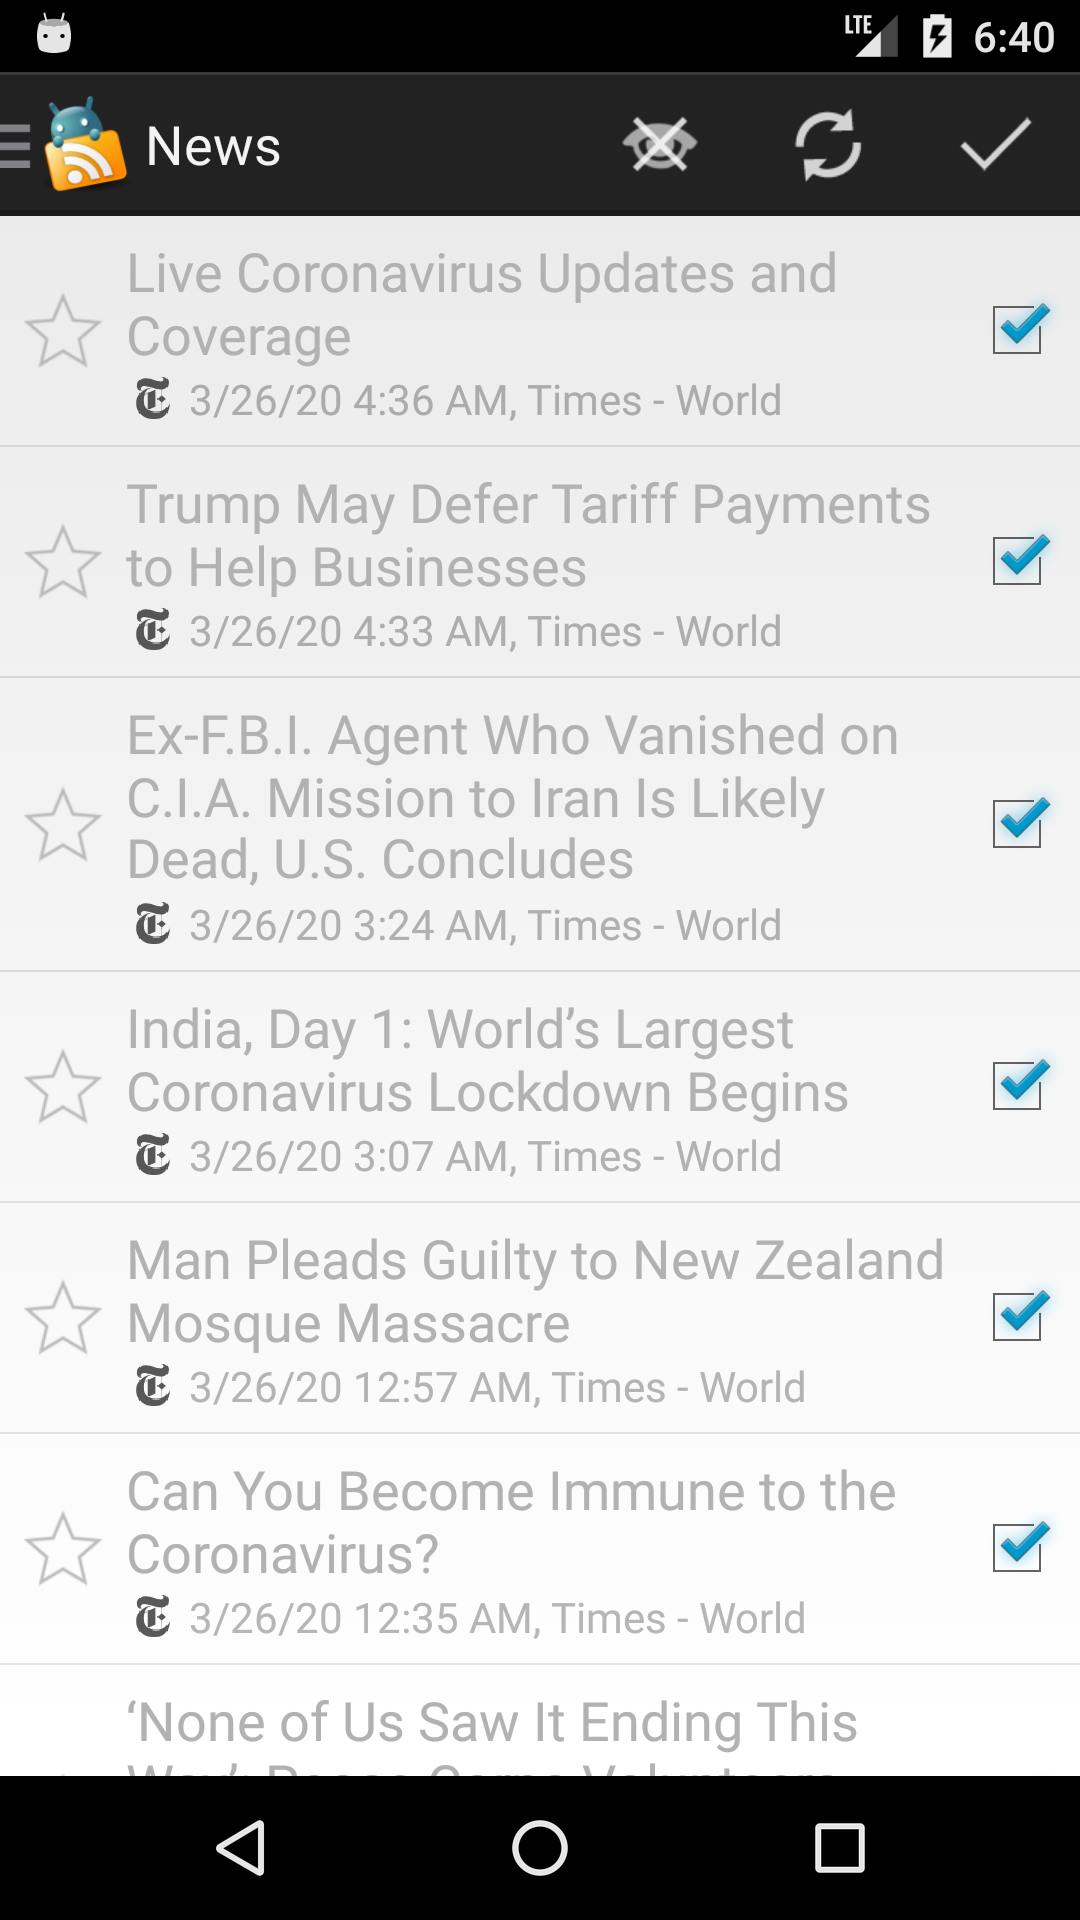 LTE
6:40
News
Live Coronavirus Updates and
Coverage
3/26/20 4:36 AM, Times - World
Trump May Defer Tariff Payments
to Help Businesses
3/26/20 4:33 AM, Times - World
Ex-F.B.I. Agent Who Vanished on
C.I.A. Mission to Iran Is Likely
Dead, U.S. Concludes
3/26/20 3:24 AM, Times - World
India, Day 1: World’s Largest
Coronavirus Lockdown Begins
3/26/20 3:07 AM, Times - World
Man Pleads Guilty to New Zealand
Mosque Massacre
3/26/20 12:57 AM, Times - World
Can You Become Immune to the
Coronavirus?
3/26/20 12:35 AM, Times - World
‘None of Us Saw It Ending This
Way’: Peace Corps Volunteers